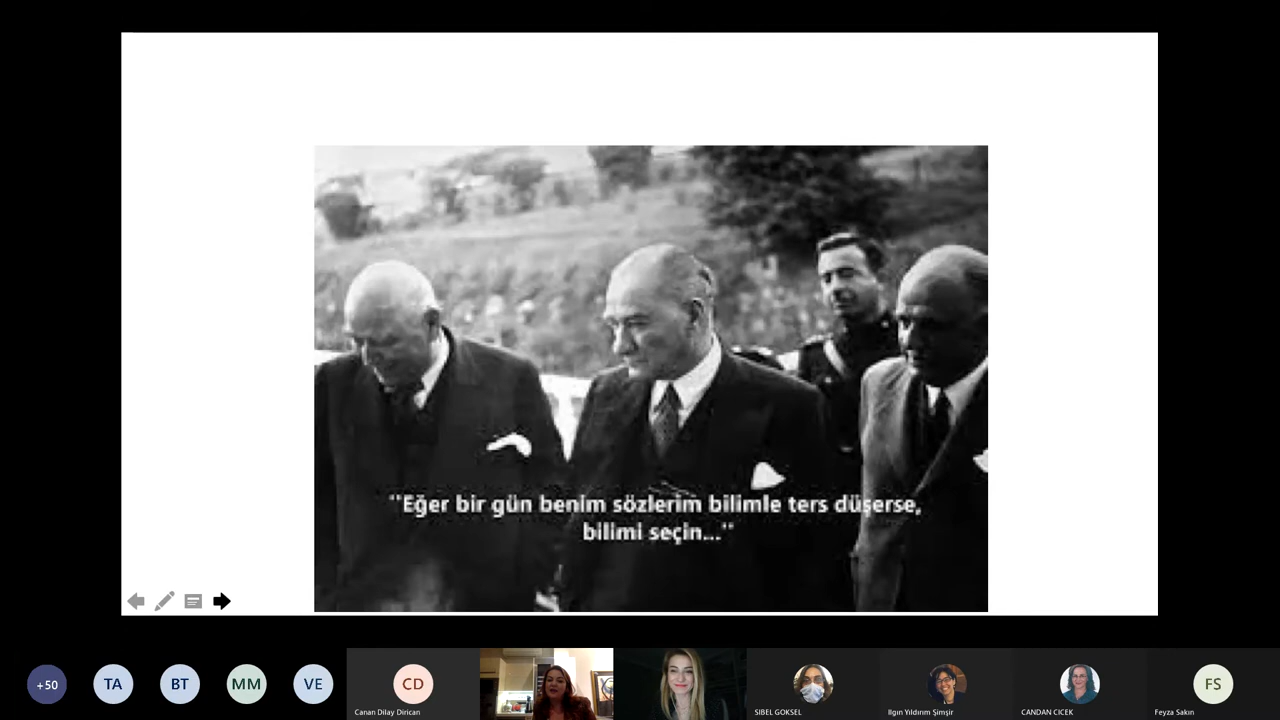 "Eğer bir gün benim sözlerim bilimle ters düşerse,
bilimi seçin..."
+50
TA
BT
MM
VE
CD
Canan Dilay Dirican
SIBEL GOKSEL
Ilgın Yıldırım Şimşir
CANDAN CICEK
FS
Feyza Sakın